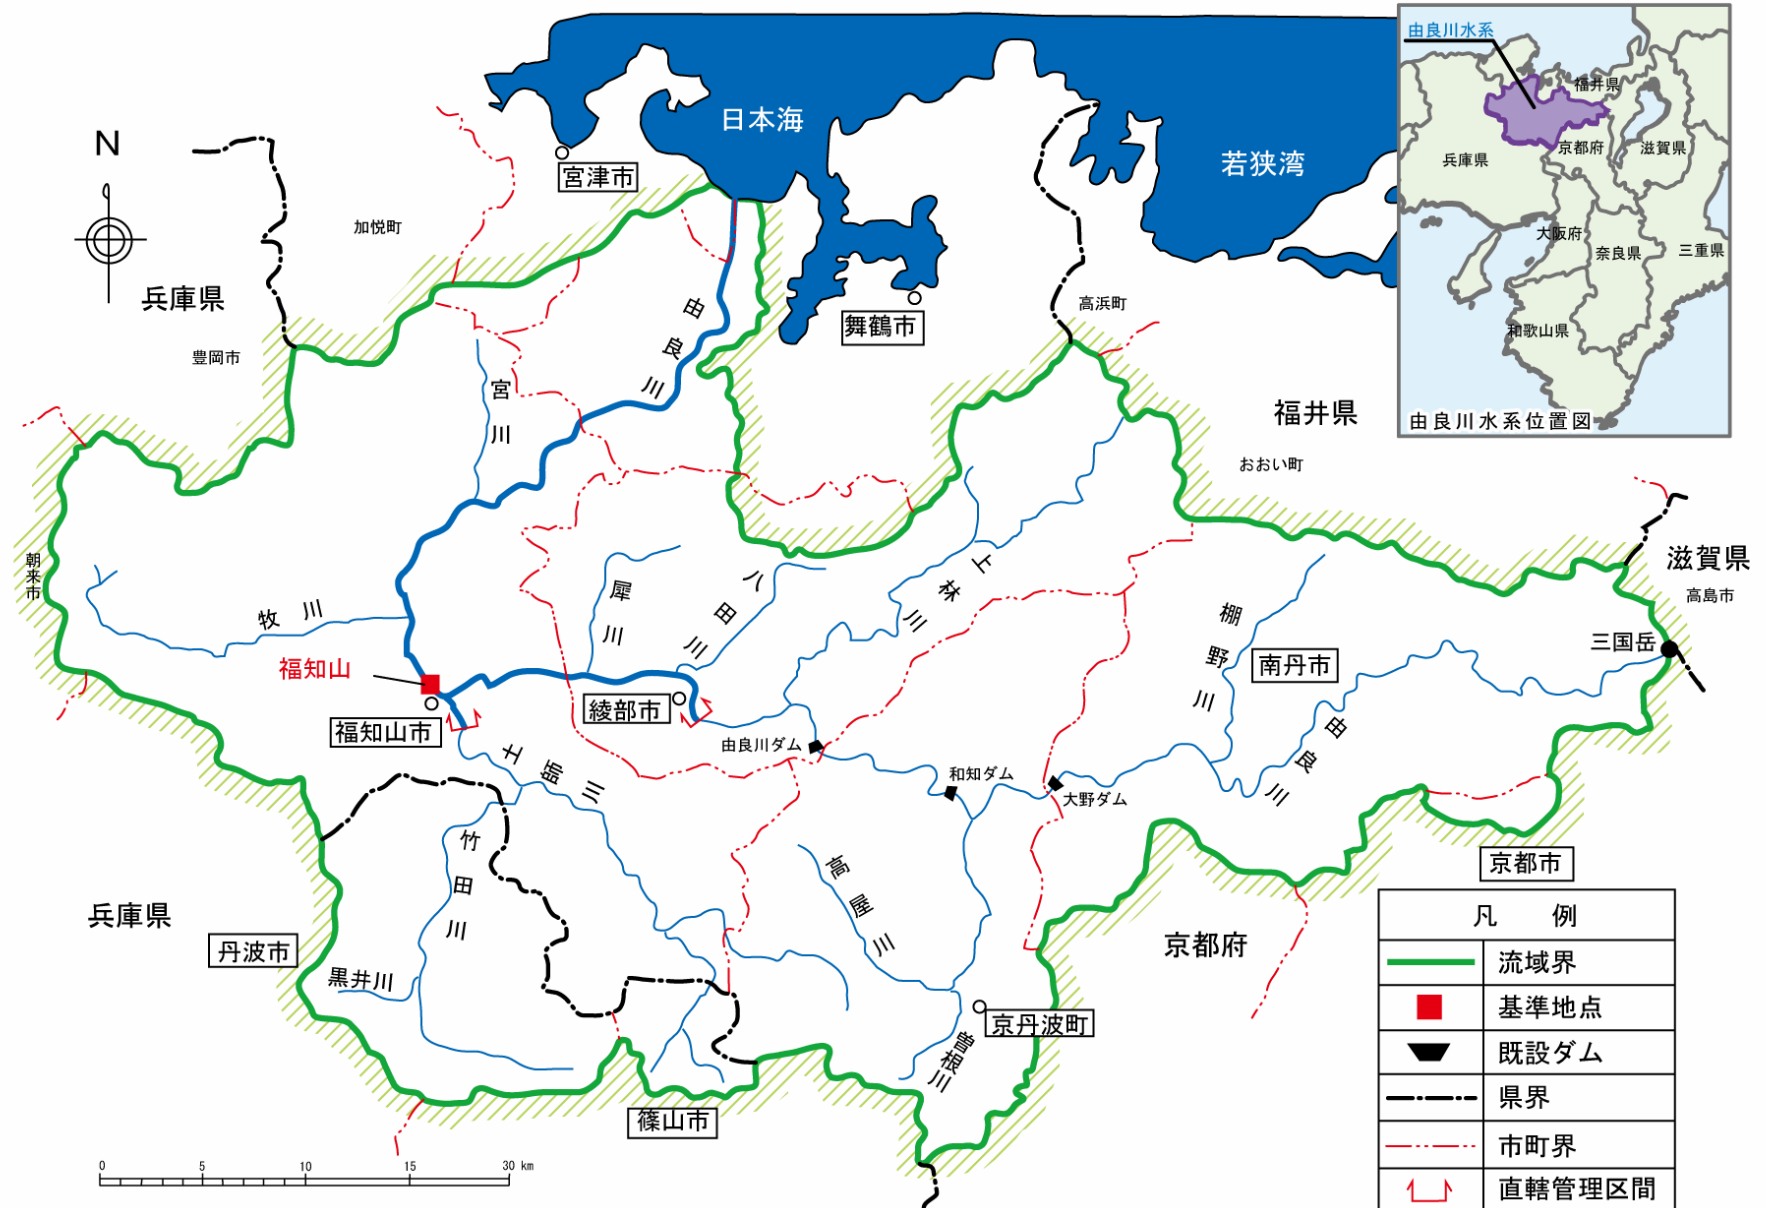 日本海
若狭湾
宮津市
N
加悦町
兵庫県
豊岡市
舞鶴市
高浜町
由良川
宮川
福井県
おおい町
朝来市
滋賀県
高島市
三国岳
牧川
犀川
八田川
上林川
棚野川
南丹市
福知山
福知山市
綾部市
由良川ダム
和知ダム
大野ダム
由良川
土師川
竹田川
高屋川
京都市
京都府
兵庫県
丹波市
黒井川
京丹波町
曽根川
篠山市
0 5 10 15 30 km
由良川水系
福井県
兵庫県
京都府
滋賀県
大阪府
奈良県
三重県
和歌山県
由良川水系位置図
凡 例
流域界
基準地点
既設ダム
県界
市町界
直轄管理区間